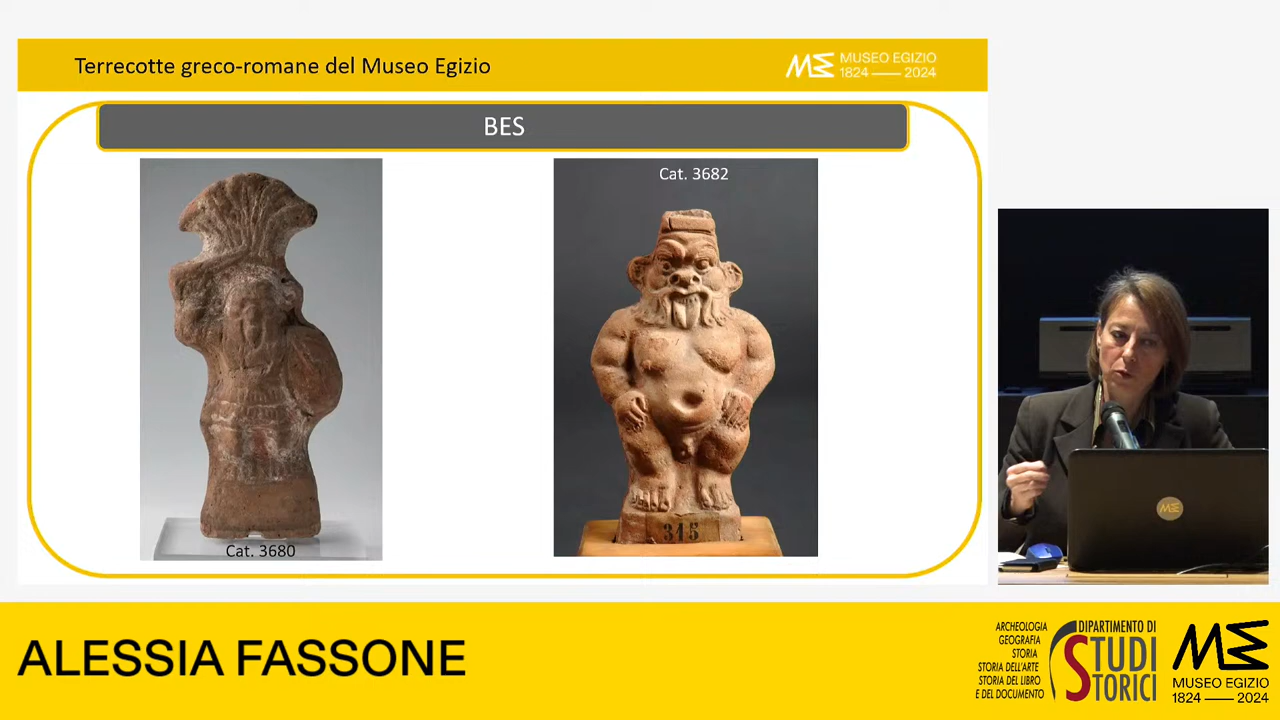 Terrecotte greco-romane del Museo Egizio
MUSEO EGIZIO
1824 — 2024
BES
Cat. 3680
Cat. 3682
315
ALESSIA FASSONE
ARCHEOLOGIA
GEOGRAFIA
STORIA
STORIA DELL'ARTE
STORIA DEL LIBRO
E DEL DOCUMENTO
DIPARTIMENTO DI
STUDI
STORICI
MUSEO EGIZIO
1824 — 2024